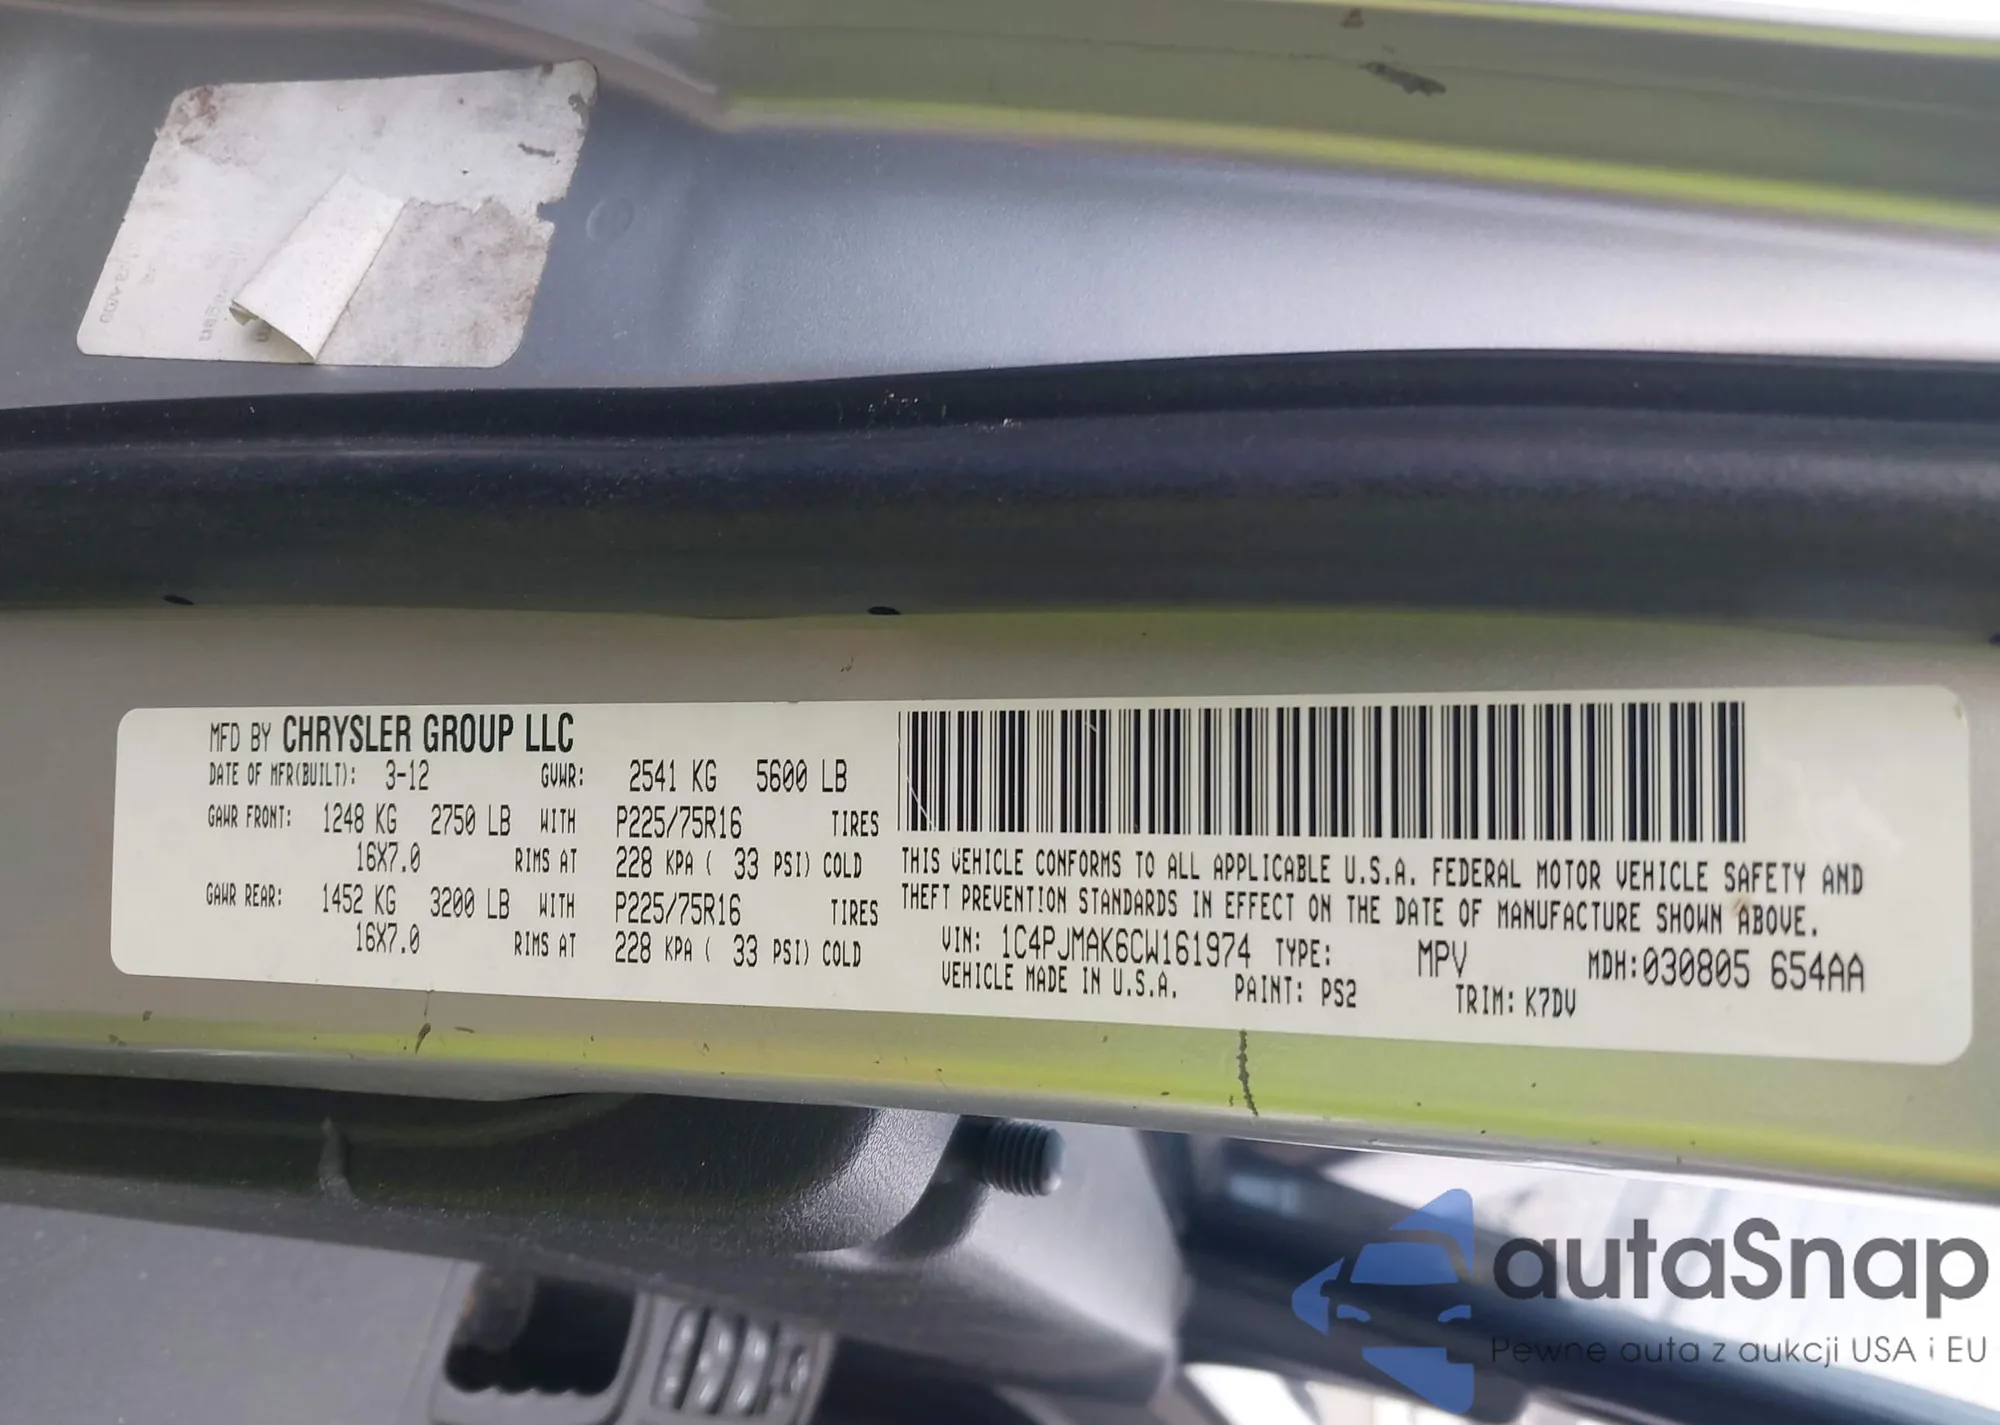 MFD BY CHRYSLER GROUP LLC
DATE OF MFR(BUILT): 3-12 GVWR: 2541 KG 5600 LB
GAWR FRONT: 1248 KG 2750 LB WITH P225/75R16 TIRES
16X7.0 RIMS AT 228 KPA ( 33 PSI) COLD
GAWR REAR: 1452 KG 3200 LB WITH P225/75R16 TIRES
16X7.0 RIMS AT 228 KPA ( 33 PSI) COLD
THIS VEHICLE CONFORMS TO ALL APPLICABLE U.S.A. FEDERAL MOTOR VEHICLE SAFETY AND
THEFT PREVENTION STANDARDS IN EFFECT ON THE DATE OF MANUFACTURE SHOWN ABOVE.
VIN: 1C4PJMAK6CW161974 TYPE: MPV MDH:030805 654AA
VEHICLE MADE IN U.S.A. PAINT: PS2 TRIM: K7DV
autaSnap
Pewne auta z aukcji USA i EU